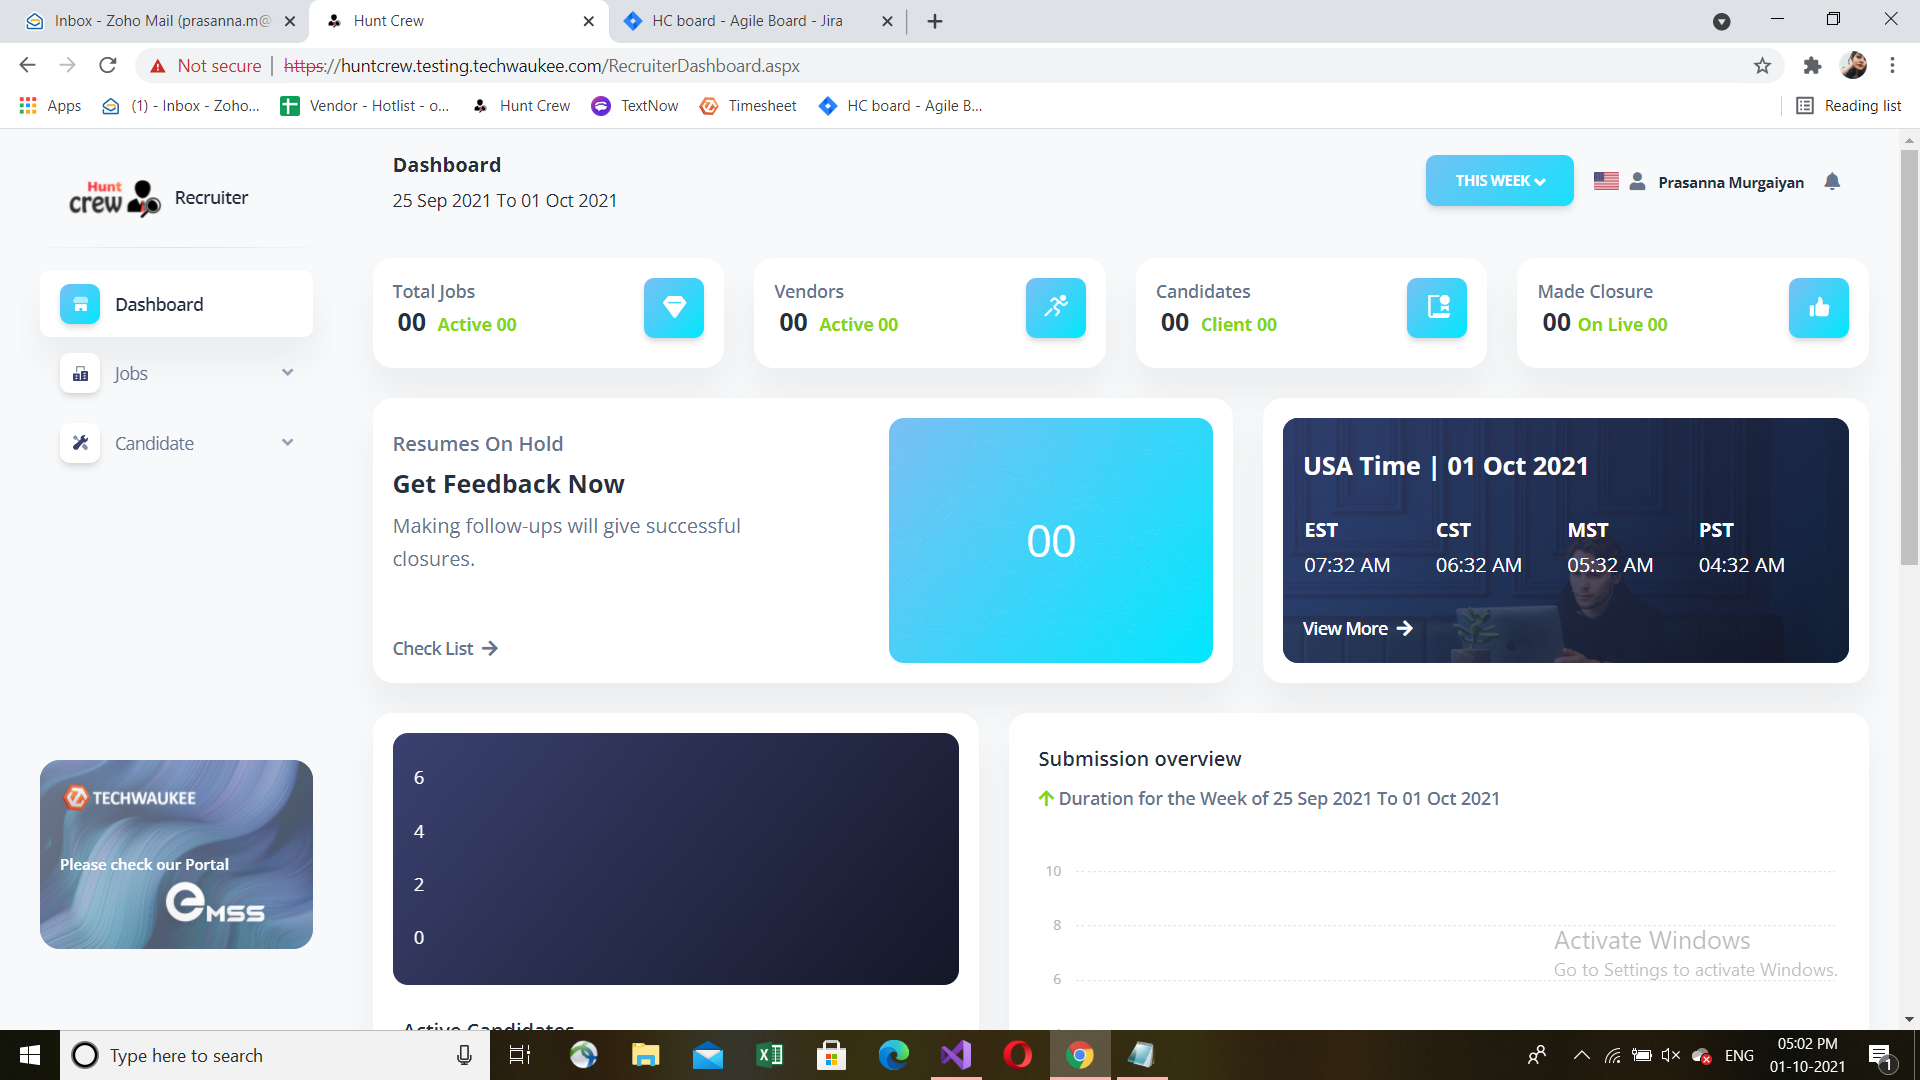 Inbox - Zoho Mail (prasanna.m@
Hunt Crew
HC board - Agile Board - Jira
Not secure
https://huntcrew.testing.techwaukee.com/RecruiterDashboard.aspx
Apps
(1) - Inbox - Zoho...
Vendor - Hotlist - o...
Hunt Crew
TextNow
Timesheet
HC board - Agile B...
Reading list
Hunt
crew
Recruiter
Dashboard
25 Sep 2021 To 01 Oct 2021
THIS WEEK
Prasanna Murgaiyan
Dashboard
Jobs
Candidate
Total Jobs
00 Active 00
Vendors
00 Active 00
Candidates
00 Client 00
Made Closure
00 On Live 00
Resumes On Hold
Get Feedback Now
Making follow-ups will give successful
closures.
Check List
00
USA Time | 01 Oct 2021
EST CST MST PST
07:32 AM 06:32 AM 05:32 AM 04:32 AM
View More
TECHWAUKEE
Please check our Portal
eMSS
6
4
2
0
Active Candidates
Submission overview
Duration for the Week of 25 Sep 2021 To 01 Oct 2021
10
8
6
Activate Windows
Go to Settings to activate Windows.
Type here to search
ENG
05:02 PM
01-10-2021
1